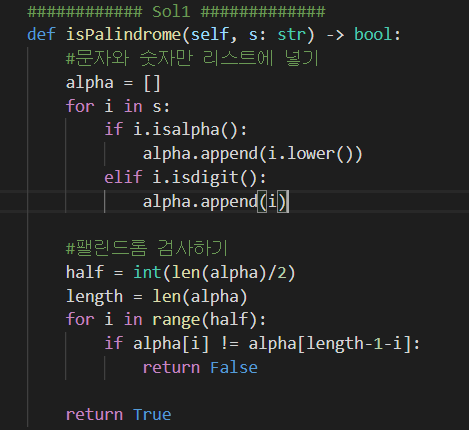 ############ Sol1 #############
def isPalindrome(self, s: str) -> bool:
    #문자와 숫자만 리스트에 넣기
    alpha = []
    for i in s:
        if i.isalpha():
            alpha.append(i.lower())
        elif i.isdigit():
            alpha.append(i)
    #팰린드롬 검사하기
    half = int(len(alpha)/2)
    length = len(alpha)
    for i in range(half):
        if alpha[i] != alpha[length-1-i]:
            return False
    return True